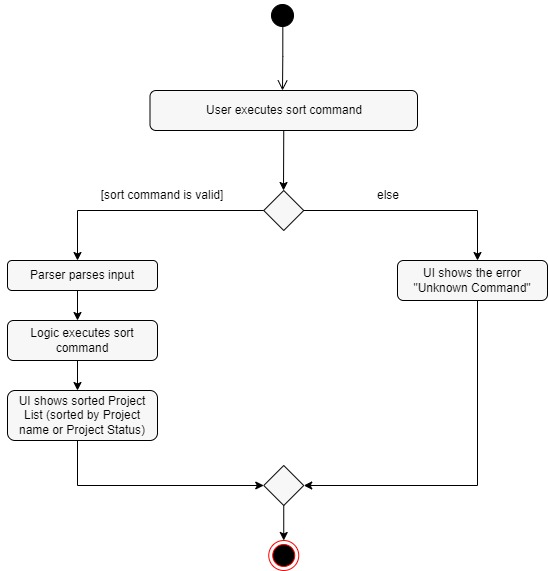 User executes sort command
[sort command is valid]
else
Parser parses input
UI shows the error
"Unknown Command"
Logic executes sort
command
UI shows sorted Project
List (sorted by Project
name or Project Status)